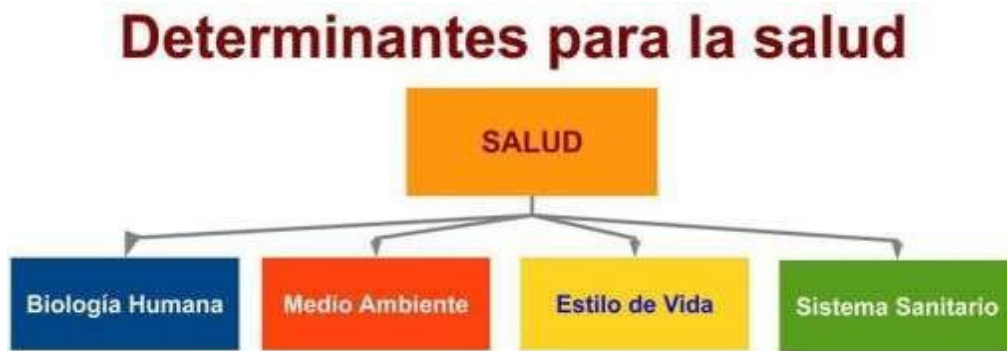 Determinantes para la salud
SALUD
Biología Humana
Medio Ambiente
Estilo de Vida
Sistema Sanitario